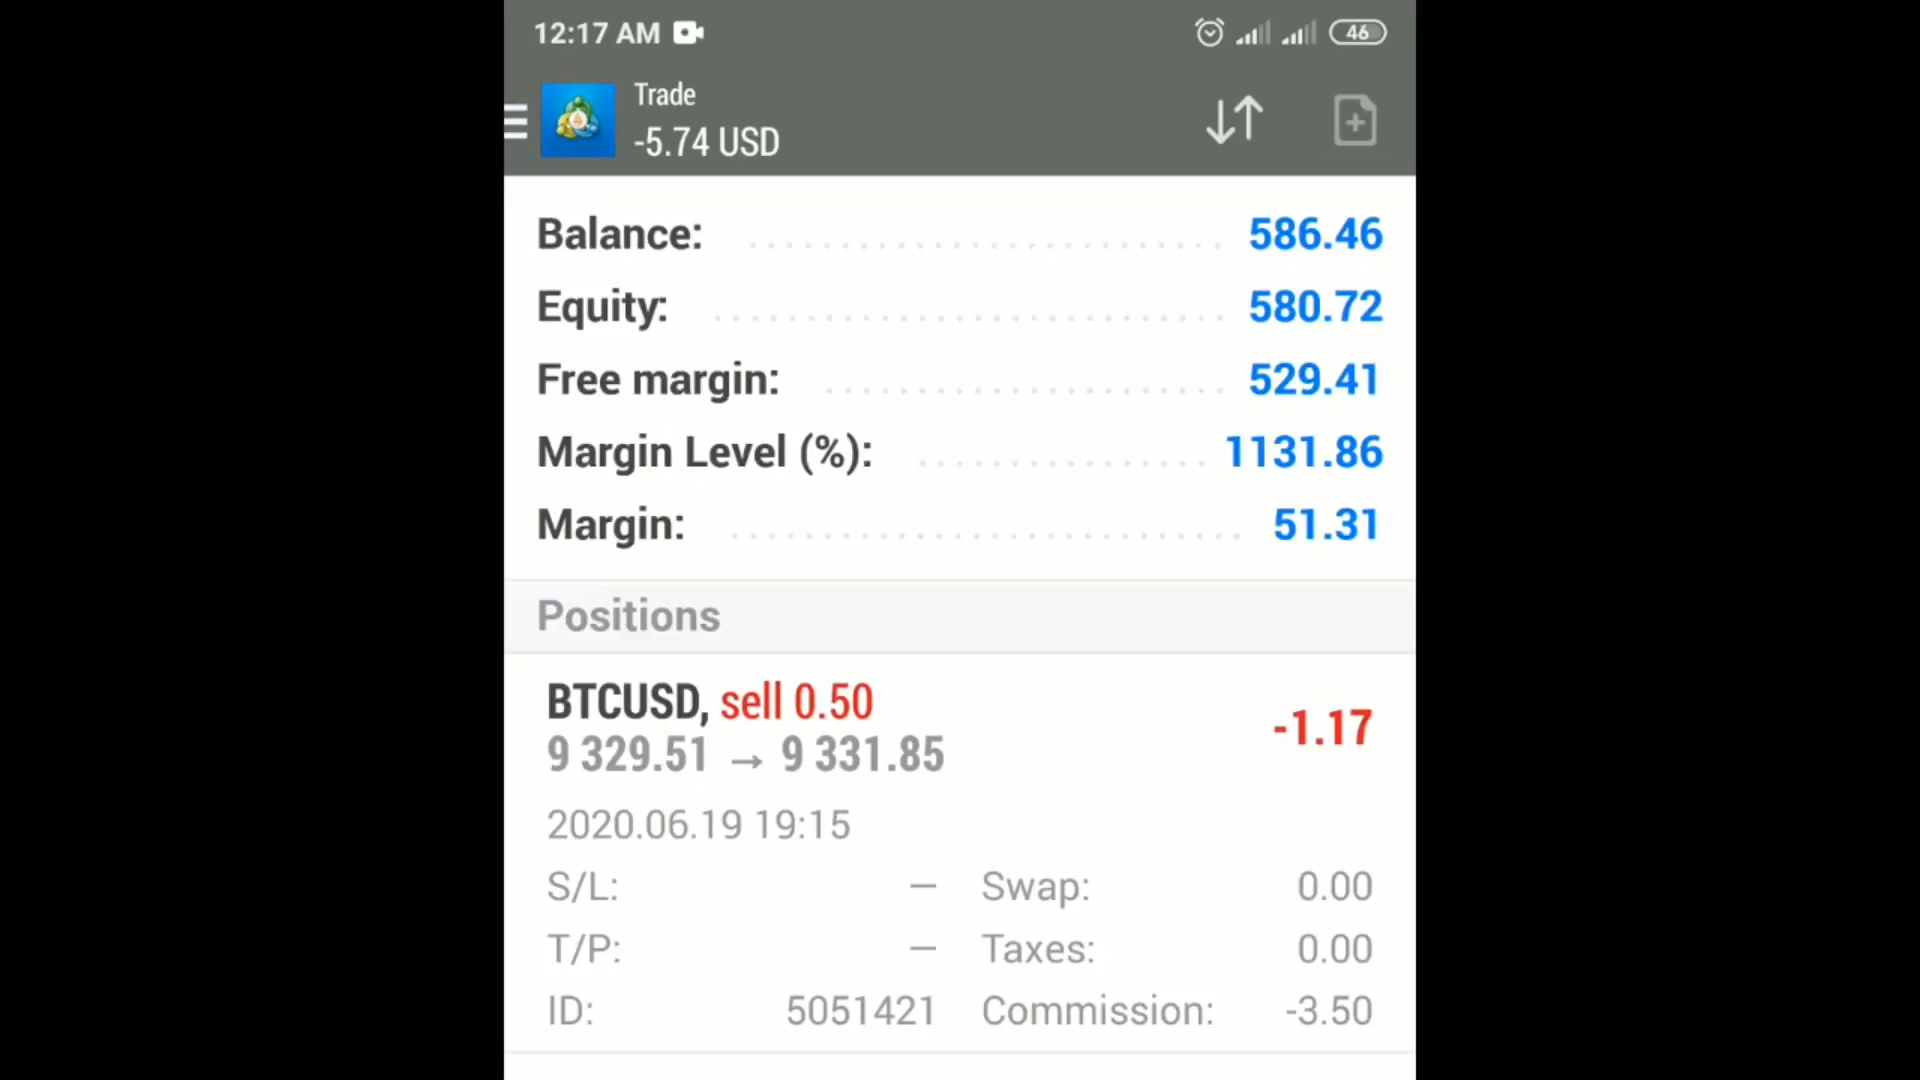 12:17 AM 46
Trade
-5.74 USD
Balance: 586.46
Equity: 580.72
Free margin: 529.41
Margin Level (%): 1131.86
Margin: 51.31
Positions
BTCUSD, sell 0.50
-1.17
9 329.51 → 9 331.85
2020.06.19 19:15
S/L: – Swap: 0.00
T/P: – Taxes: 0.00
ID: 5051421 Commission: -3.50